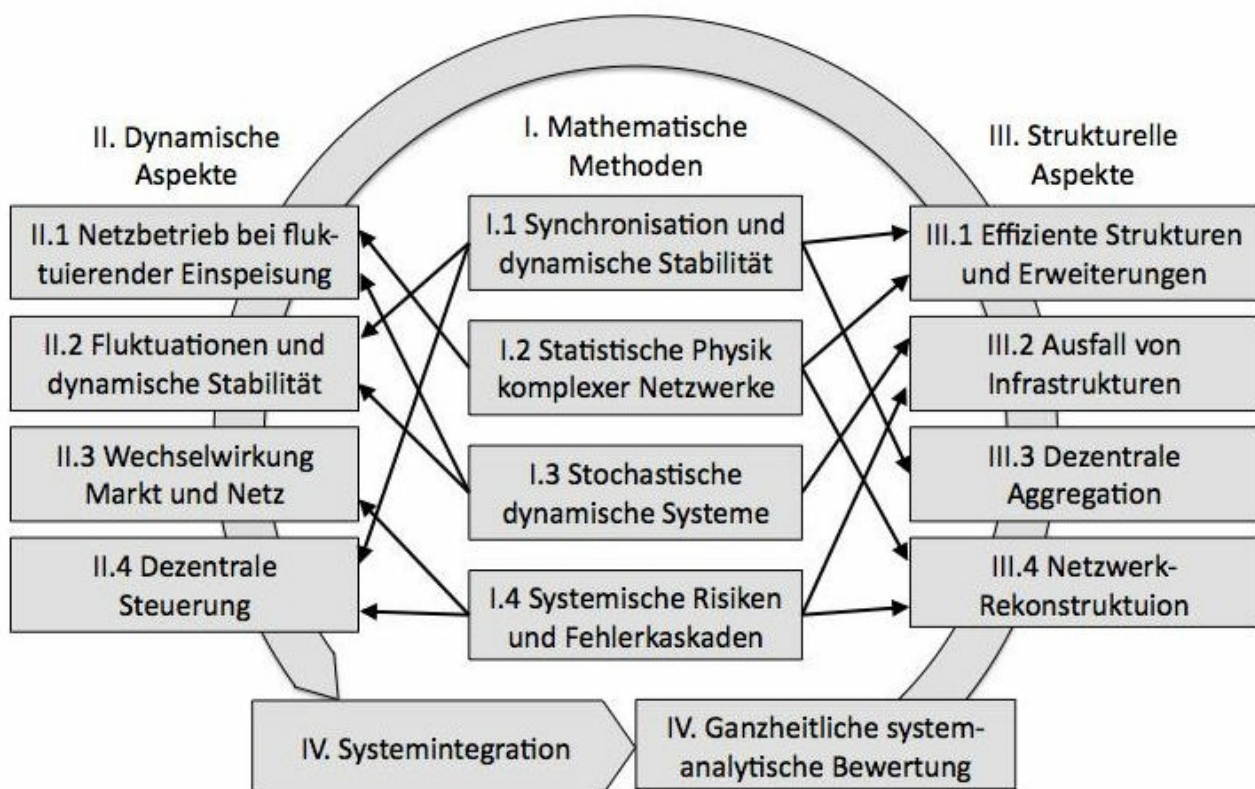 II. Dynamische
Aspekte
II.1 Netzbetrieb bei fluk-
tuierender Einspeisung
II.2 Fluktuationen und
dynamische Stabilität
II.3 Wechselwirkung
Markt und Netz
II.4 Dezentrale
Steuerung
I. Mathematische
Methoden
I.1 Synchronisation und
dynamische Stabilität
I.2 Statistische Physik
komplexer Netzwerke
I.3 Stochastische
dynamische Systeme
I.4 Systemische Risiken
und Fehlerkaskaden
III. Strukturelle
Aspekte
III.1 Effiziente Strukturen
und Erweiterungen
III.2 Ausfall von
Infrastrukturen
III.3 Dezentrale
Aggregation
III.4 Netzwerk-
Rekonstruktuion
IV. Systemintegration
IV. Ganzheitliche system-
analytische Bewertung